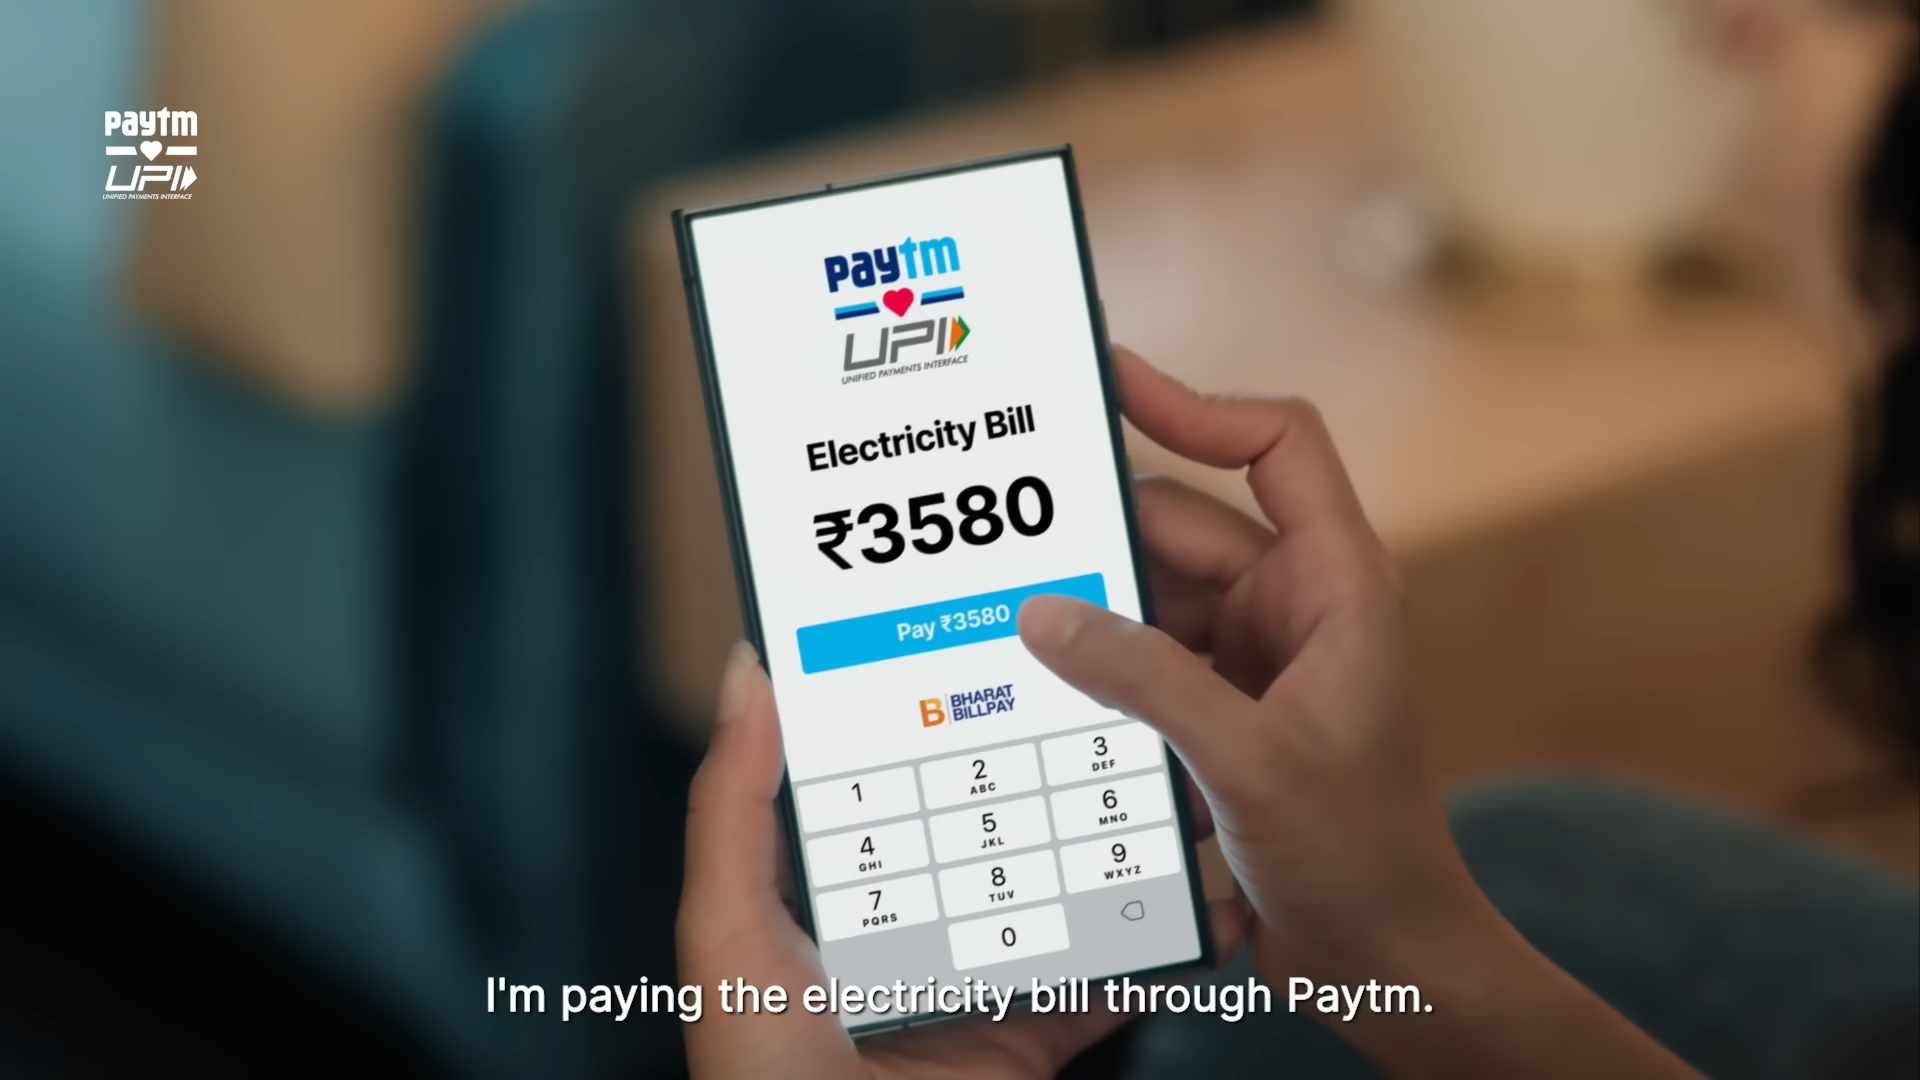 paytm
UPI
UNIFIED PAYMENTS INTERFACE
paytm
UPI
UNIFIED PAYMENTS INTERFACE
Electricity Bill
₹3580
Pay ₹3580
B BHARAT
BILLPAY
1
2
ABC
3
DEF
4
GHI
5
JKL
6
MNO
7
PQRS
8
TUV
9
WXYZ
0
I'm paying the electricity bill through Paytm.